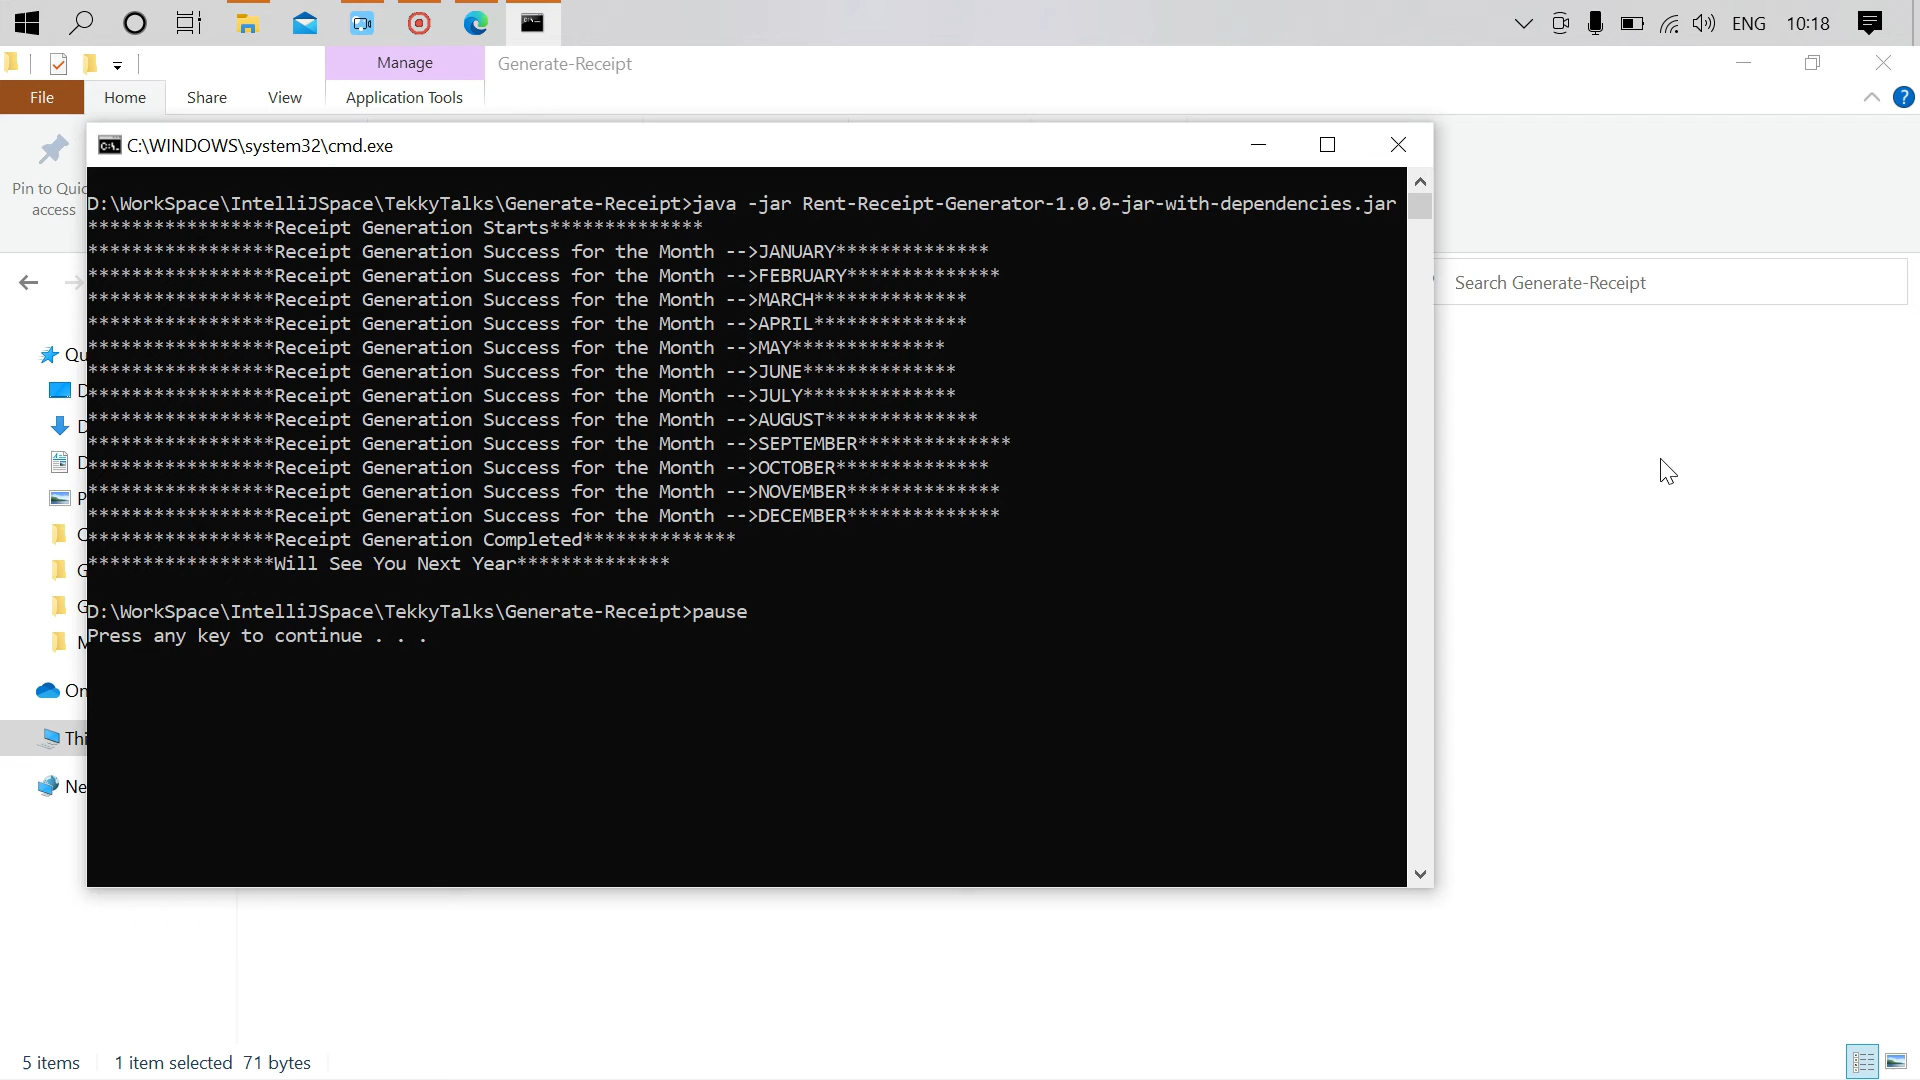 ENG
10:18
Manage
Generate-Receipt
File
Home
Share
View
Application Tools
?
Pin to Quic
access
C:\WINDOWS\system32\cmd.exe
D:\WorkSpace\IntelliJSpace\TekkyTalks\Generate-Receipt>java -jar Rent-Receipt-Generator-1.0.0-jar-with-dependencies.jar
*****************Receipt Generation Starts**************
*****************Receipt Generation Success for the Month -->JANUARY**************
*****************Receipt Generation Success for the Month -->FEBRUARY**************
*****************Receipt Generation Success for the Month -->MARCH**************
*****************Receipt Generation Success for the Month -->APRIL**************
*****************Receipt Generation Success for the Month -->MAY**************
*****************Receipt Generation Success for the Month -->JUNE**************
*****************Receipt Generation Success for the Month -->JULY**************
*****************Receipt Generation Success for the Month -->AUGUST**************
*****************Receipt Generation Success for the Month -->SEPTEMBER**************
*****************Receipt Generation Success for the Month -->OCTOBER**************
*****************Receipt Generation Success for the Month -->NOVEMBER**************
*****************Receipt Generation Success for the Month -->DECEMBER**************
*****************Receipt Generation Completed**************
*****************Will See You Next Year**************
D:\WorkSpace\IntelliJSpace\TekkyTalks\Generate-Receipt>pause
Press any key to continue . . .
Search Generate-Receipt
Qu
D
D
D
P
On
Thi
Ne
5 items
1 item selected 71 bytes